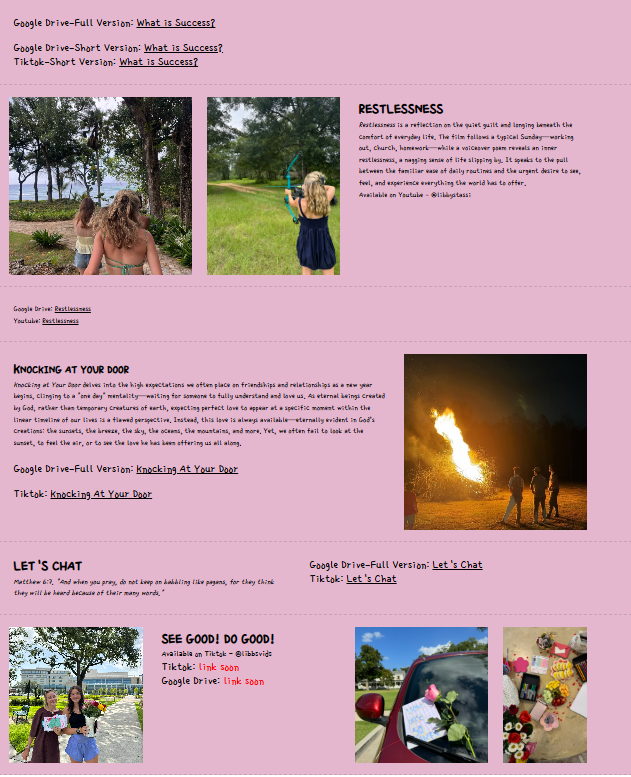 Google Drive-Full Version: What is Success?
Google Drive-Short Version: What is Success?
Tiktok-Short Version: What is Success?
RESTLESSNESS
Restlessness is a reflection on the quiet guilt and longing beneath the
comfort of everyday life. The film follows a typical Sunday—working
out, church, homework—while a voiceover poem reveals an inner
restlessness, a nagging sense of life slipping by. It speaks to the pull
between the familiar ease of daily routines and the urgent desire to see,
feel, and experience everything the world has to offer.
Available on Youtube - @libbystassi
Google Drive: Restlessness
Youtube: Restlessness
KNOCKING AT YOUR DOOR
Knocking at Your Door delves into the high expectations we often place on friendships and relationships as a new year
begins, clinging to a "one day" mentality—waiting for someone to fully understand and love us. As eternal beings created
by God, rather than temporary creatures of earth, expecting perfect love to appear at a specific moment within the
linear timeline of our lives is a flawed perspective. Instead, this love is always available—eternally evident in God's
creations: the sunsets, the breeze, the sky, the oceans, the mountains, and more. Yet, we often fail to look at the
sunset, to feel the air, or to see the love he has been offering us all along.
Google Drive-Full Version: Knocking At Your Door
Tiktok: Knocking At Your Door
LET'S CHAT
Matthew 6:7, "And when you pray, do not keep on babbling like pagans, for they think
they will be heard because of their many words."
Google Drive-Full Version: Let's Chat
Tiktok: Let's Chat
SEE GOOD! DO GOOD!
Available on Tiktok - @libbsvids
Tiktok: link soon
Google Drive: link soon